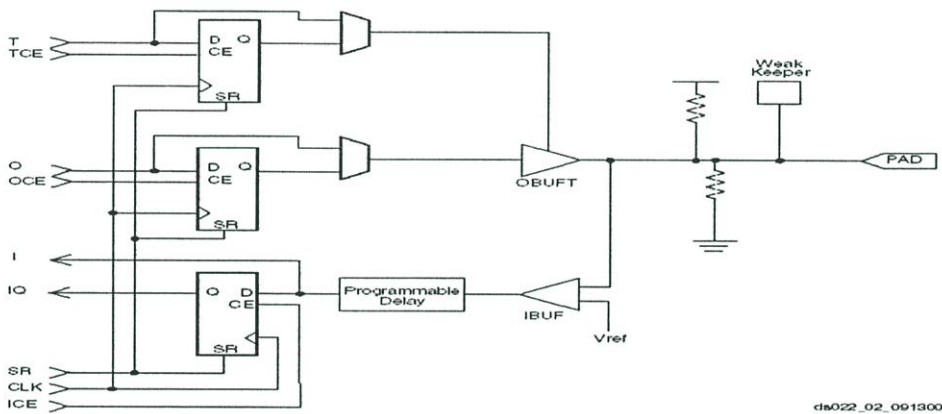 T
TCE
D Q
CE
SR
Weak
Keeper
O
OCE
D Q
CE
SR
OBUFT
PAD
I
IQ
Q D
CE
SR
Programmable
Delay
IBUF
Vref
SR
CLK
ICE
ds022_02_091300